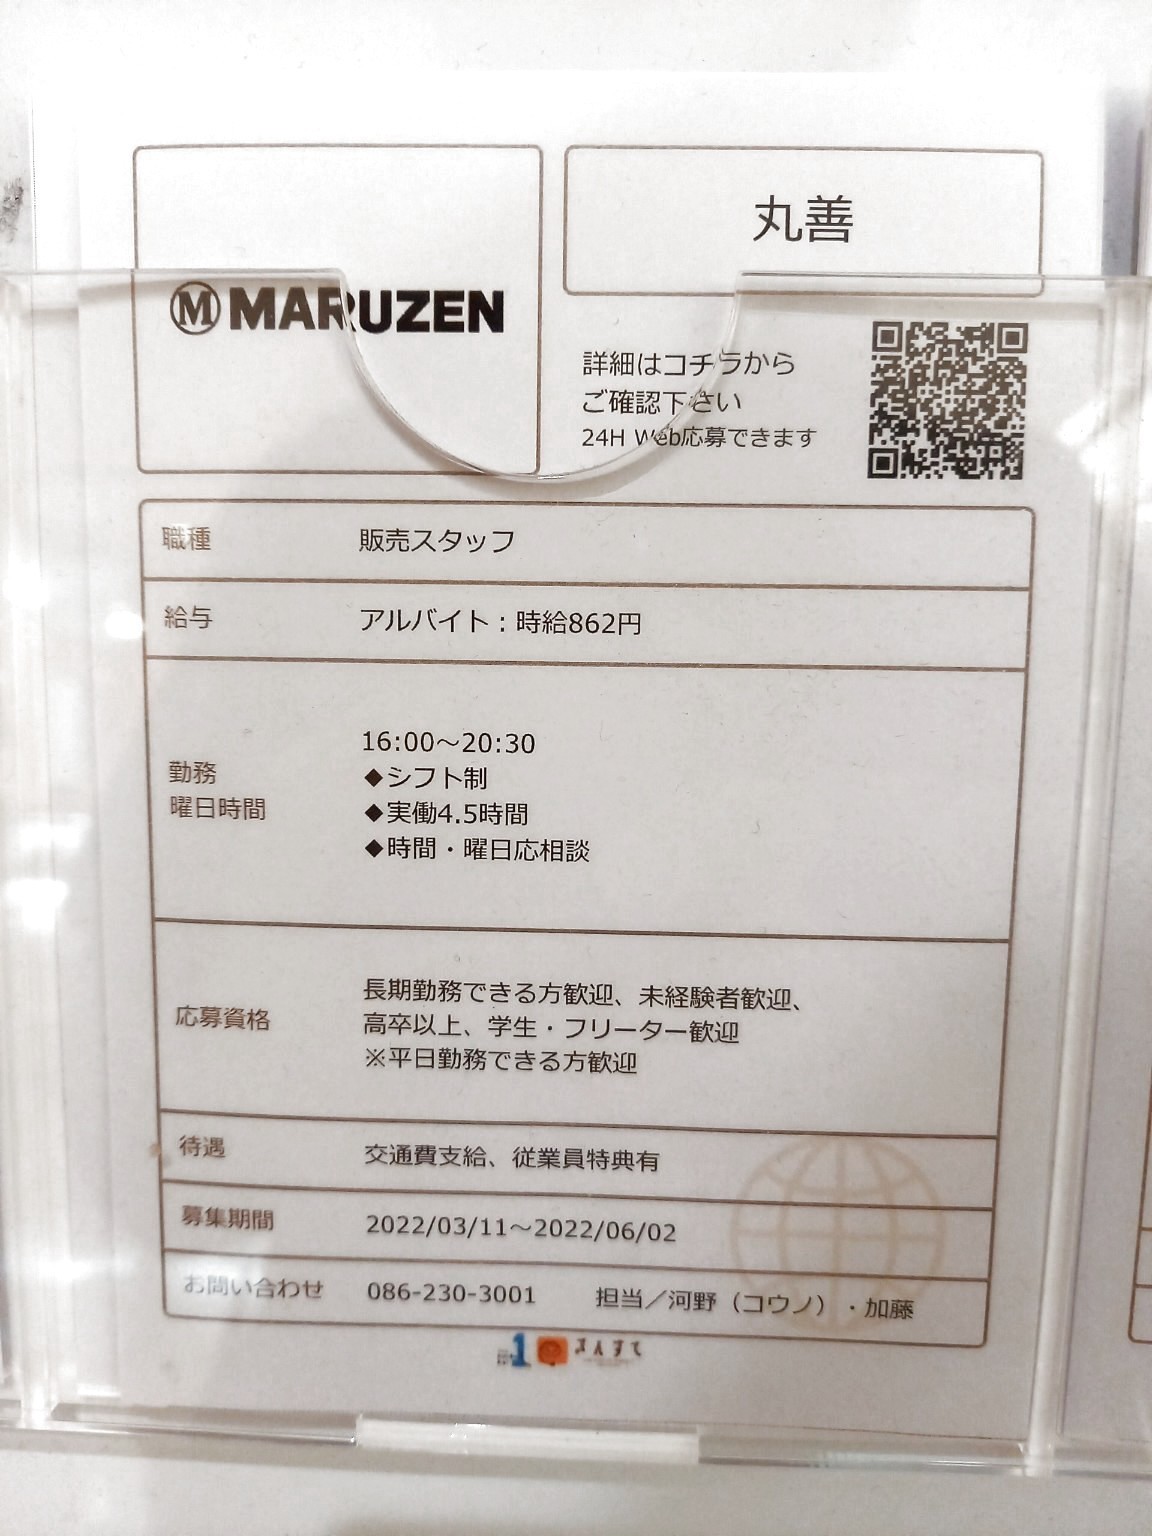 MARUZEN
丸善
詳細はコチラから
ご確認下さい
24H Web応募できます
職種 販売スタッフ
給与 アルバイト：時給862円
勤務
曜日時間
16:00～20:30
◆シフト制
◆実働4.5時間
◆時間・曜日応相談
応募資格
長期勤務できる方歓迎、未経験者歓迎、
高卒以上、学生・フリーター歓迎
※平日勤務できる方歓迎
待遇 交通費支給、従業員特典有
募集期間 2022/03/11～2022/06/02
お問い合わせ 086-230-3001 担当／河野（コウノ）・加藤
1 さんすて